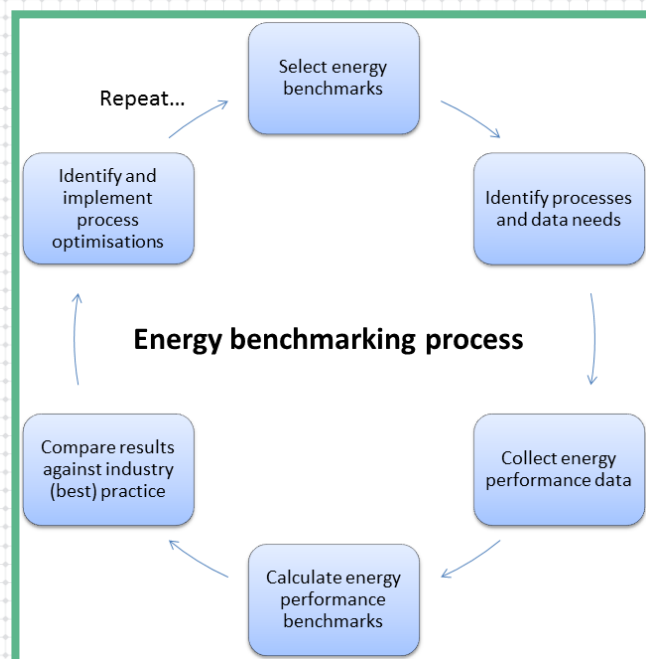 Select energy
benchmarks
Repeat...
Identify and
implement
process
optimisations
Identify processes
and data needs
Energy benchmarking process
Compare results
against industry
(best) practice
Collect energy
performance data
Calculate energy
performance
benchmarks